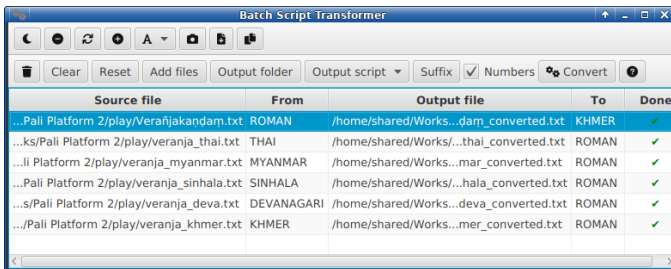 Batch Script Transformer
A
Clear Reset Add files Output folder Output script Suffix Numbers Convert
Source file From Output file To Done
...Pali Platform 2/play/Verañjakaṇḍaṃ.txt ROMAN /home/shared/Works...ḍaṃ_converted.txt KHMER ✔
...ks/Pali Platform 2/play/veranja_thai.txt THAI /home/shared/Works/...thai_converted.txt ROMAN ✔
...li Platform 2/play/veranja_myanmar.txt MYANMAR /home/shared/Works...mar_converted.txt ROMAN ✔
...Pali Platform 2/play/veranja_sinhala.txt SINHALA /home/shared/Works...hala_converted.txt ROMAN ✔
...s/Pali Platform 2/play/veranja_deva.txt DEVANAGARI /home/shared/Works...deva_converted.txt ROMAN ✔
.../Pali Platform 2/play/veranja_khmer.txt KHMER /home/shared/Works...mer_converted.txt ROMAN ✔